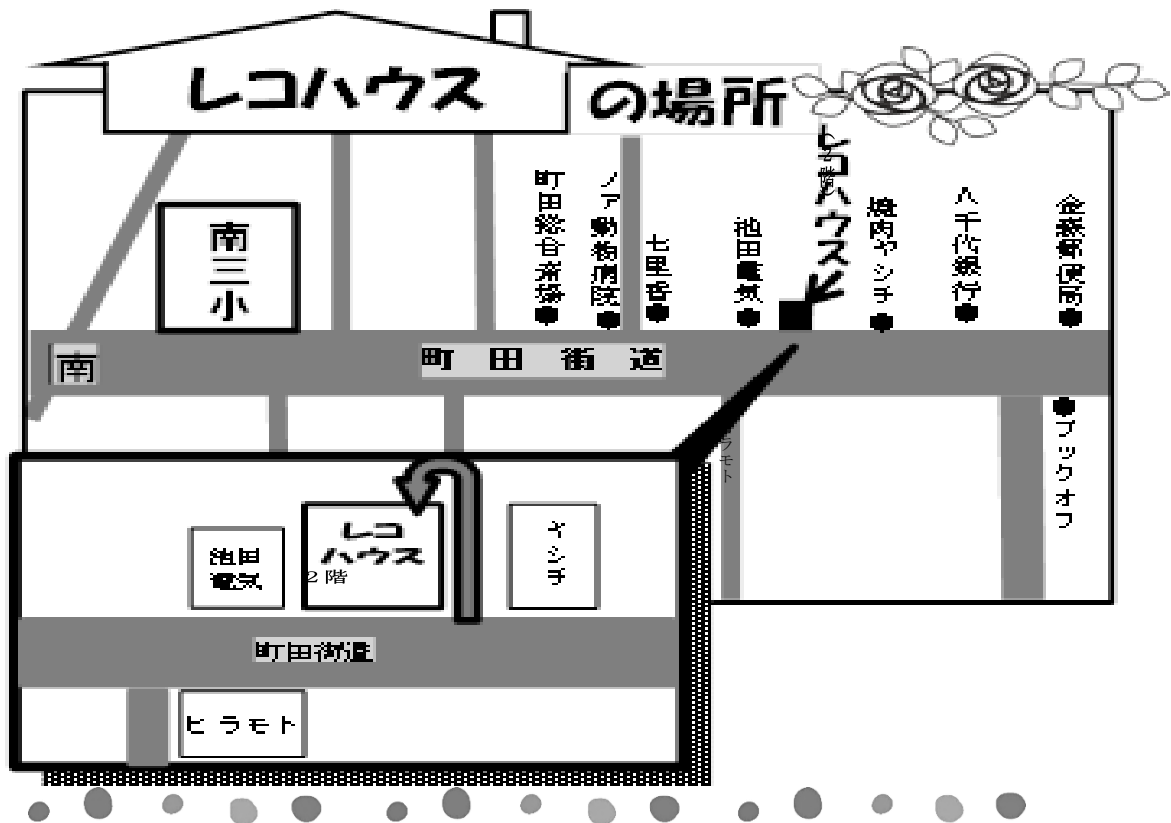 レコハウス
の場所
南三小
町田総合斎場
ノア動物病院
七里香
池田電気
レコハウス
焼肉ヤシチ
八千代銀行
金森郵便局
南
町田街道
ブックオフ
池田
電気
レコ
ハウス
2階
ヤシチ
町田街道
ヒラモト